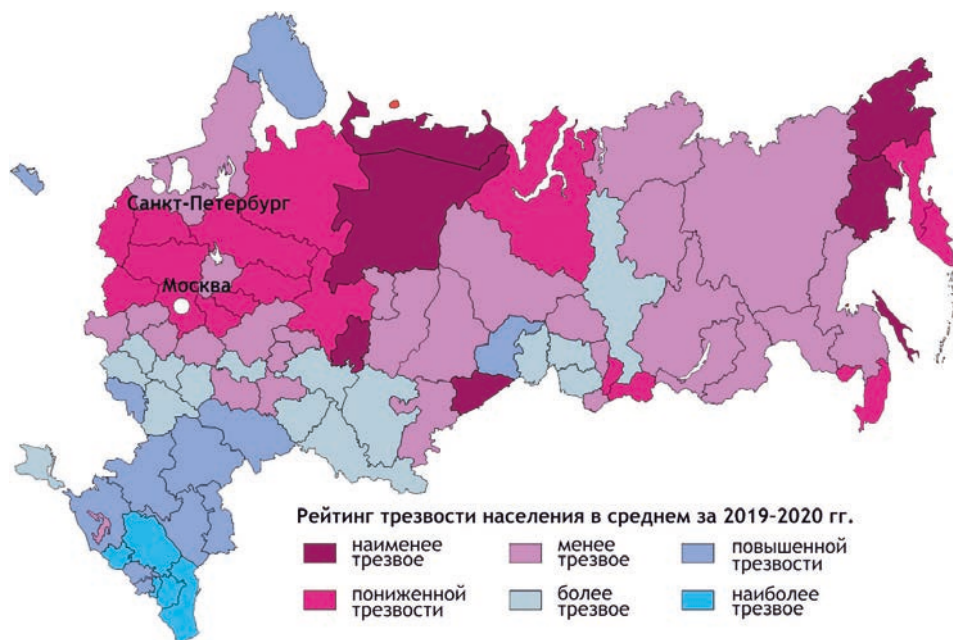 Санкт-Петербург
Москва
Рейтинг трезвости населения в среднем за 2019-2020 гг.
наименее
трезвое
менее
трезвое
повышенной
трезвости
пониженной
трезвости
более
трезвое
наиболее
трезвое